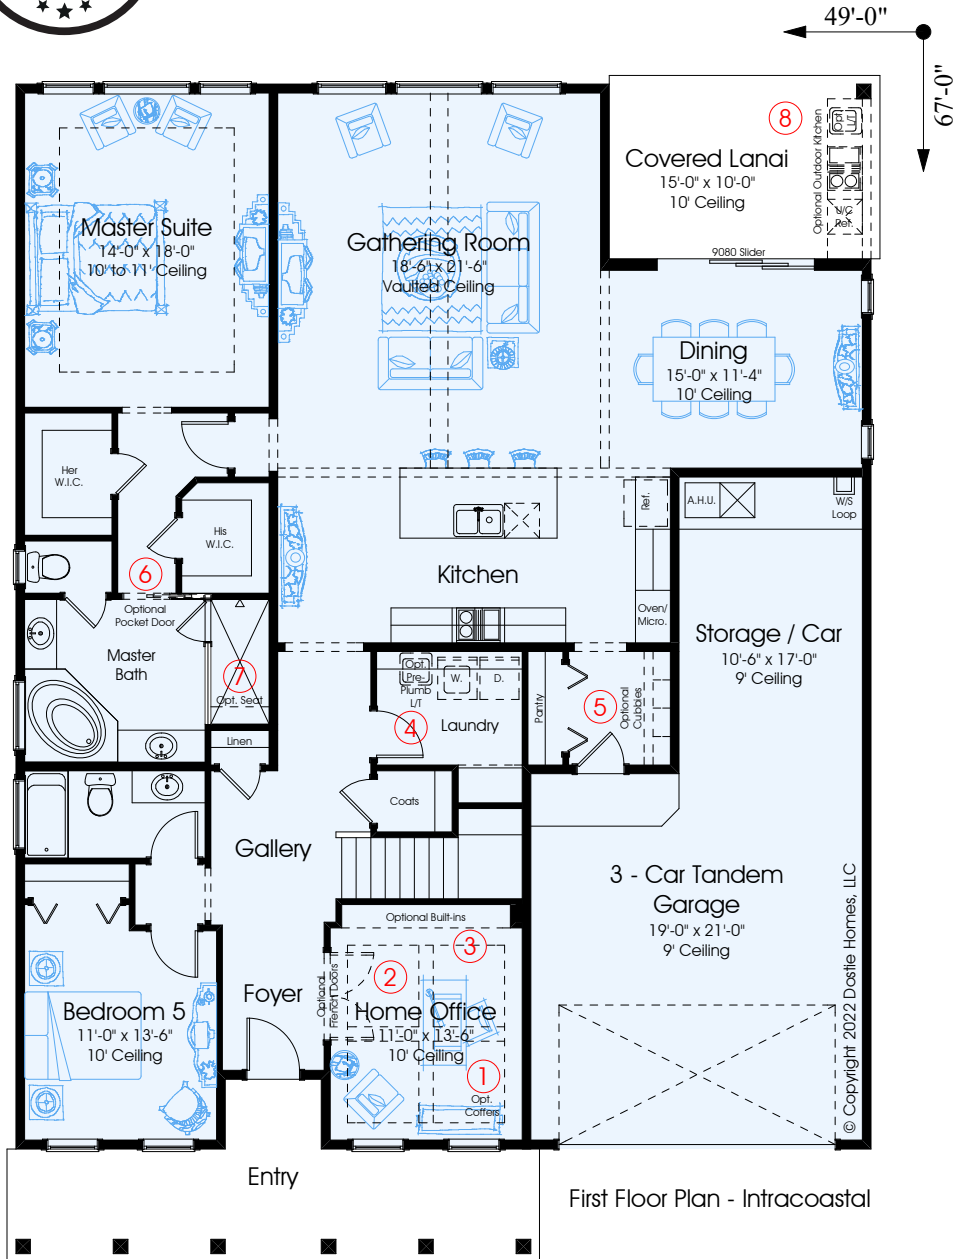 49'-0"
67'-0"
8
Optional Outdoor Kitchen
Opt.
L/T
U/C
Ref.
Covered Lanai
15'-0" x 10'-0"
10' Ceiling
9080 Slider
Master Suite
14'-0" x 18'-0"
10' to 11' Ceiling
Gathering Room
18'-6" x 21'-6"
Vaulted Ceiling
Dining
15'-0" x 11'-4"
10' Ceiling
Her
W.I.C.
His
W.I.C.
Ref.
A.H.U.
W/S
Loop
Kitchen
6
Optional
Pocket Door
Oven/
Micro.
Storage / Car
10'-6" x 17'-0"
9' Ceiling
Master
Bath
7
Opt. Seat
Opt.
Pre-
Plumb
L/T
W.
D.
4
Laundry
Pantry
5
Optional
Cubbies
Linen
Coats
Gallery
3 - Car Tandem
Garage
19'-0" x 21'-0"
9' Ceiling
Optional Built-ins
3
2
Optional
French Doors
Foyer
Home Office
11'-0" x 13'-6"
10' Ceiling
1
Opt.
Coffers
Bedroom 5
11'-0" x 13'-6"
10' Ceiling
© Copyright 2022 Dostie Homes, LLC
Entry
First Floor Plan - Intracoastal